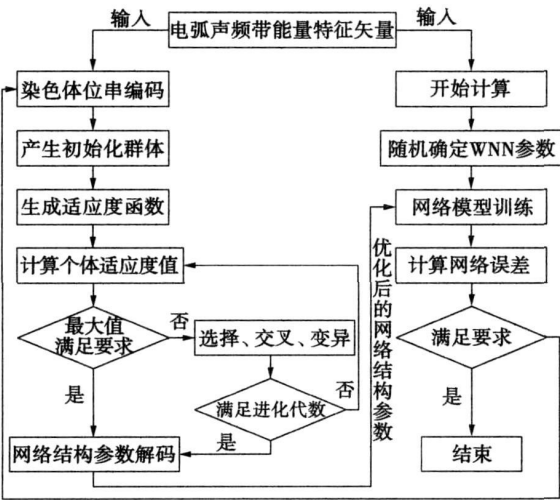 输入
电弧声频带能量特征矢量
输入
染色体位串编码
开始计算
产生初始化群体
随机确定WNN参数
生成适应度函数
网络模型训练
计算个体适应度值
计算网络误差
优化后的网络结构参数
最大值
满足要求
否
选择、交叉、变异
满足要求
是
满足进化代数
否
是
是
网络结构参数解码
结束